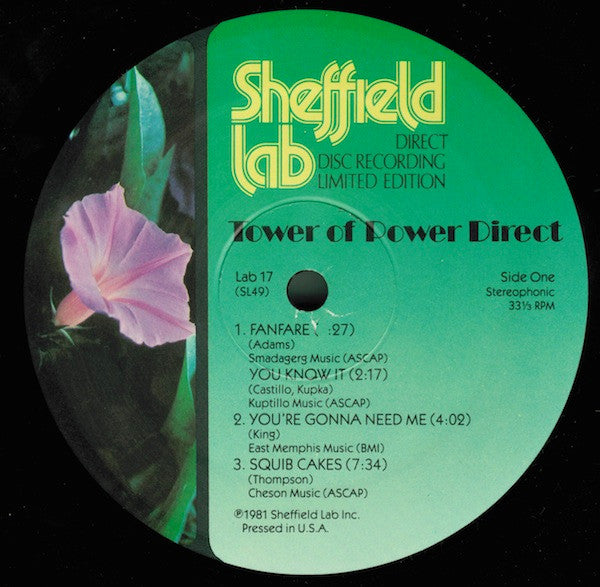 Sheffield
Lab
DIRECT
DISC RECORDING
LIMITED EDITION
Tower of Power Direct
Lab 17
(SL49)
Side One
Stereophonic
33⅓ RPM
1. FANFARE ( :27)
(Adams)
Smadagerg Music (ASCAP)
YOU KNOW IT (2:17)
(Castillo, Kupka)
Kuptillo Music (ASCAP)
2. YOU'RE GONNA NEED ME (4:02)
(King)
East Memphis Music (BMI)
3. SQUIB CAKES (7:34)
(Thompson)
Cheson Music (ASCAP)
℗1981 Sheffield Lab Inc.
Pressed in U.S.A.